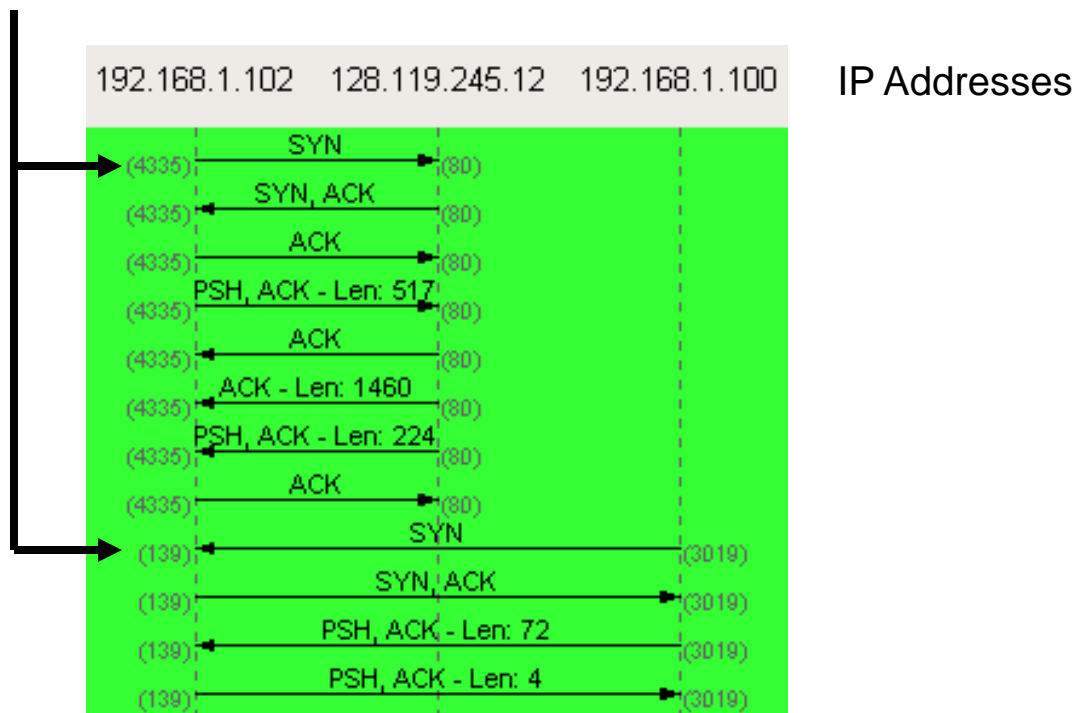 192.168.1.102 128.119.245.12 192.168.1.100 IP Addresses
SYN
(4335) (80)
SYN, ACK
(4335) (80)
ACK
(4335) (80)
PSH, ACK - Len: 517
(4335) (80)
ACK
(4335) (80)
ACK - Len: 1460
(4335) (80)
PSH, ACK - Len: 224
(4335) (80)
ACK
(4335) (80)
SYN
(139) (3019)
SYN, ACK
(139) (3019)
PSH, ACK - Len: 72
(139) (3019)
PSH, ACK - Len: 4
(139) (3019)